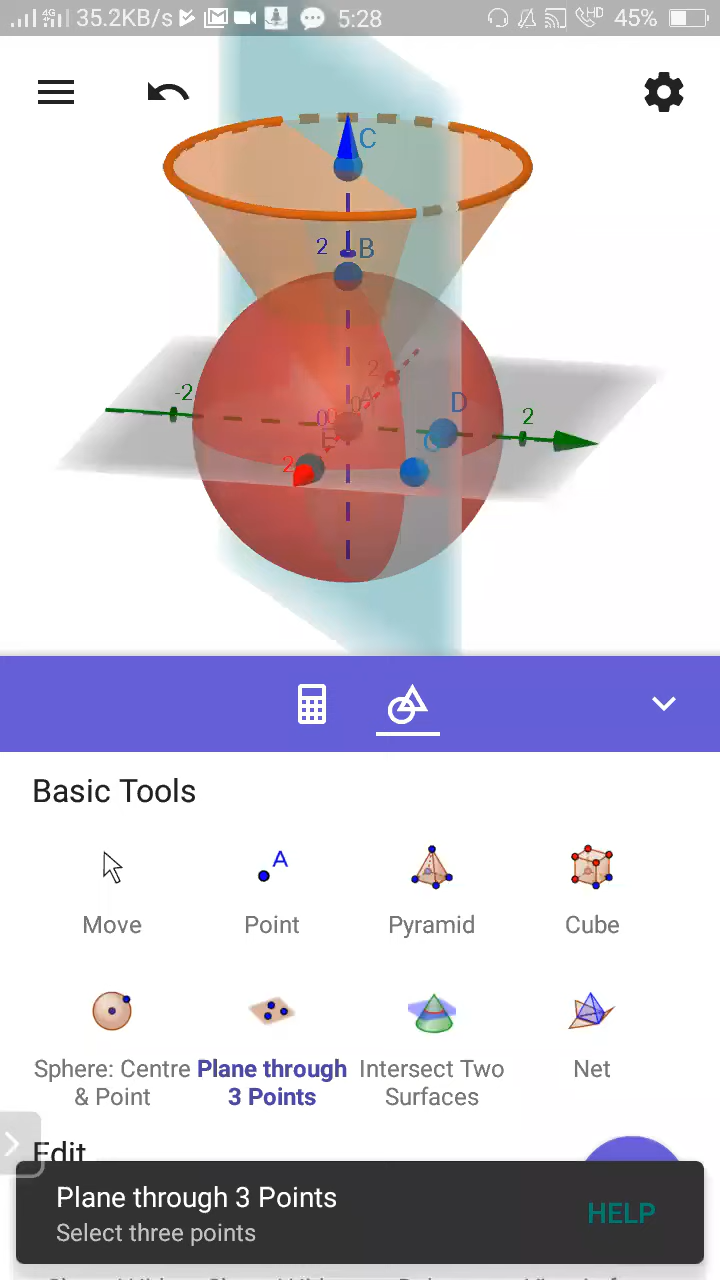 4G 35.2KB/s 5:28 HD 45%
C
2 B
2
-2 A D 2
0 0
2
Basic Tools
A
Move Point Pyramid Cube
Sphere: Centre & Point
Plane through 3 Points
Intersect Two Surfaces
Net
Edit
Plane through 3 Points
Select three points
HELP